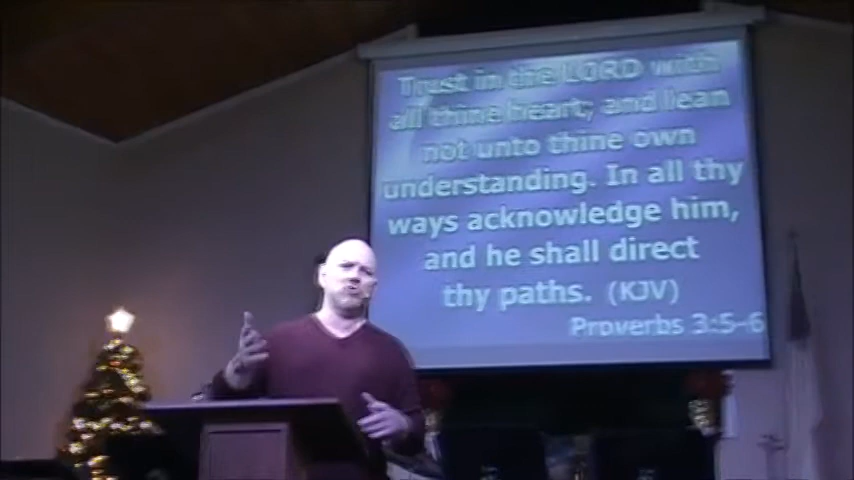 Trust in the LORD with
all thine heart; and lean
not unto thine own
understanding. In all thy
ways acknowledge him,
and he shall direct
thy paths. (KJV)
Proverbs 3:5-6